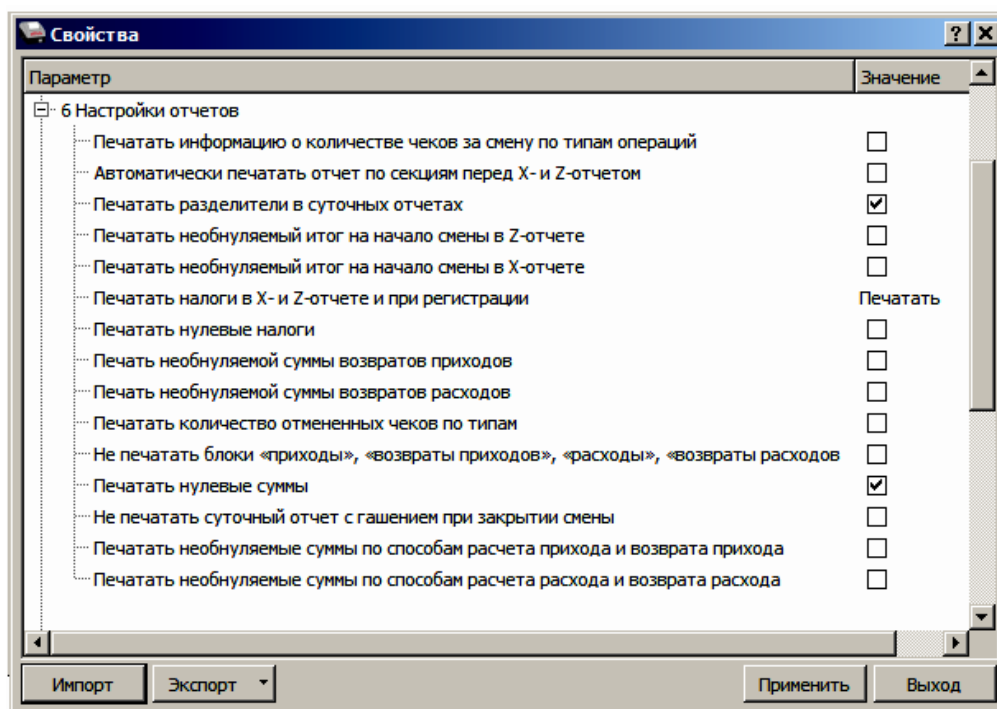 Свойства
Параметр Значение
6 Настройки отчетов
Печатать информацию о количестве чеков за смену по типам операций
Автоматически печатать отчет по секциям перед X- и Z-отчетом
Печатать разделители в суточных отчетах
Печатать необнуляемый итог на начало смены в Z-отчете
Печатать необнуляемый итог на начало смены в X-отчете
Печатать налоги в X- и Z-отчете и при регистрации Печатать
Печатать нулевые налоги
Печать необнуляемой суммы возвратов приходов
Печать необнуляемой суммы возвратов расходов
Печатать количество отмененных чеков по типам
Не печатать блоки «приходы», «возвраты приходов», «расходы», «возвраты расходов
Печатать нулевые суммы
Не печатать суточный отчет с гашением при закрытии смены
Печатать необнуляемые суммы по способам расчета прихода и возврата прихода
Печатать необнуляемые суммы по способам расчета расхода и возврата расхода
Импорт Экспорт Применить Выход